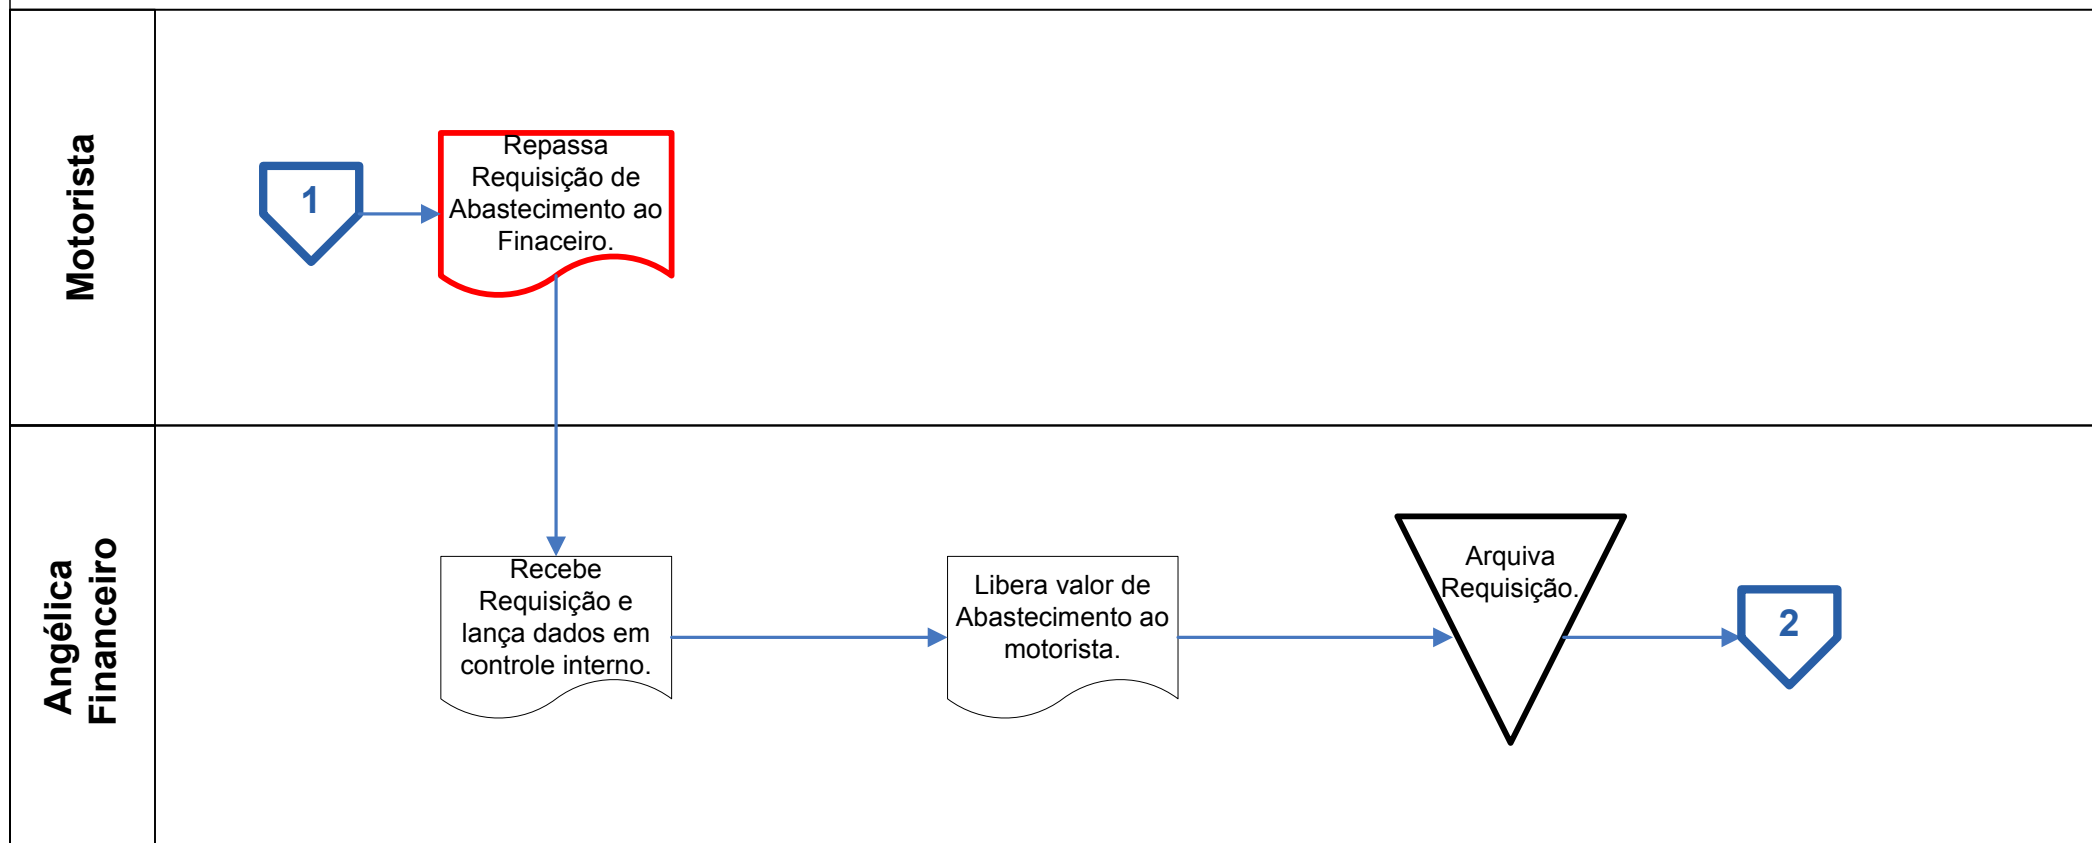 Motorista
1
Repassa
Requisição de
Abastecimento ao
Finaceiro.
Angélica
Financeiro
Recebe
Requisição e
lança dados em
controle interno.
Libera valor de
Abastecimento ao
motorista.
Arquiva
Requisição.
2